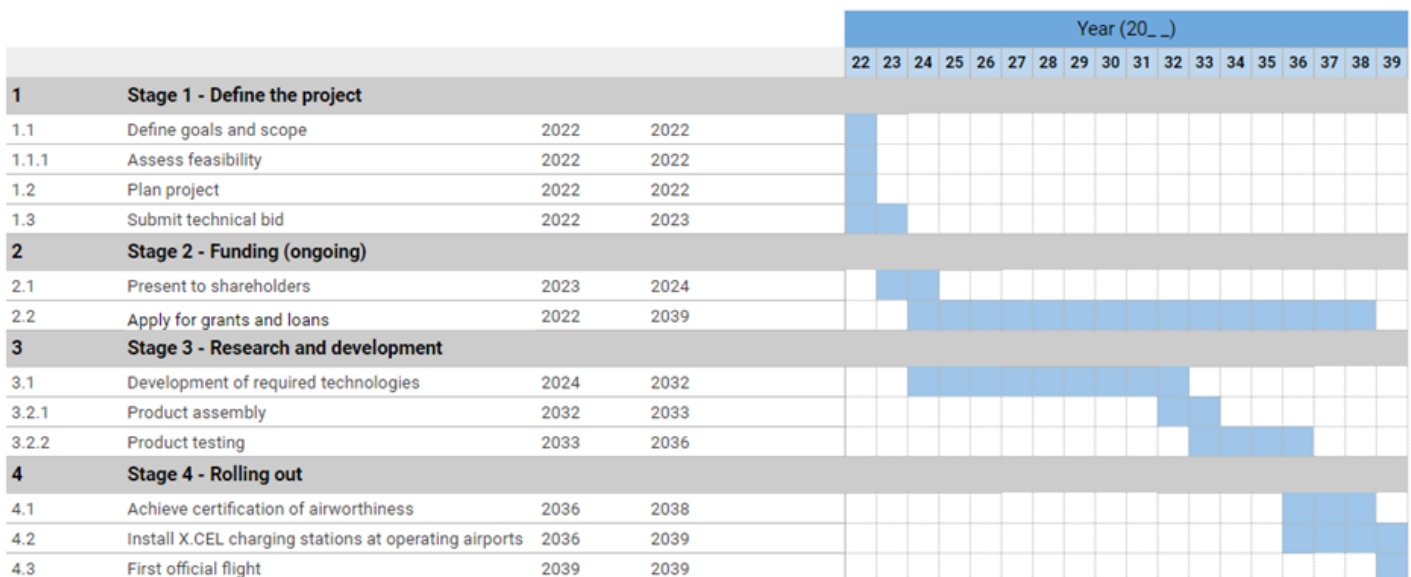 Year (20_ _)
22 23 24 25 26 27 28 29 30 31 32 33 34 35 36 37 38 39
1 Stage 1 - Define the project
1.1 Define goals and scope 2022 2022
1.1.1 Assess feasibility 2022 2022
1.2 Plan project 2022 2022
1.3 Submit technical bid 2022 2023
2 Stage 2 - Funding (ongoing)
2.1 Present to shareholders 2023 2024
2.2 Apply for grants and loans 2022 2039
3 Stage 3 - Research and development
3.1 Development of required technologies 2024 2032
3.2.1 Product assembly 2032 2033
3.2.2 Product testing 2033 2036
4 Stage 4 - Rolling out
4.1 Achieve certification of airworthiness 2036 2038
4.2 Install X.CEL charging stations at operating airports 2036 2039
4.3 First official flight 2039 2039